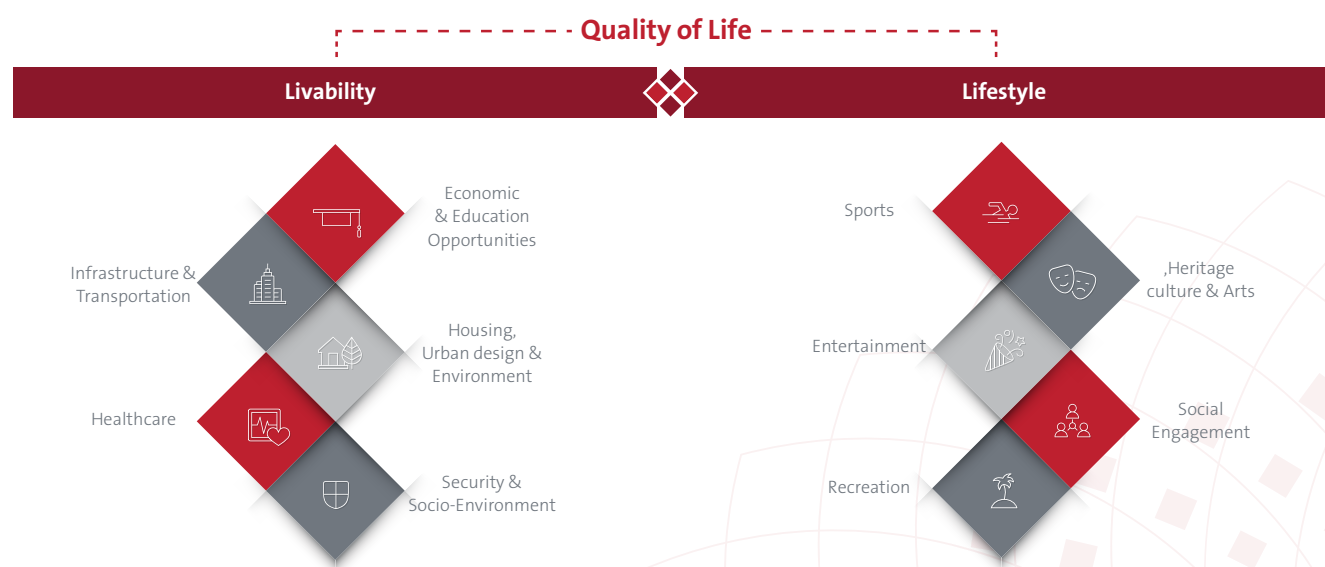 Quality of Life
Livability
Economic
& Education
Opportunities
Infrastructure &
Transportation
Housing,
Urban design &
Environment
Healthcare
Security &
Socio-Environment
Lifestyle
Sports
,Heritage
culture & Arts
Entertainment
Social
Engagement
Recreation